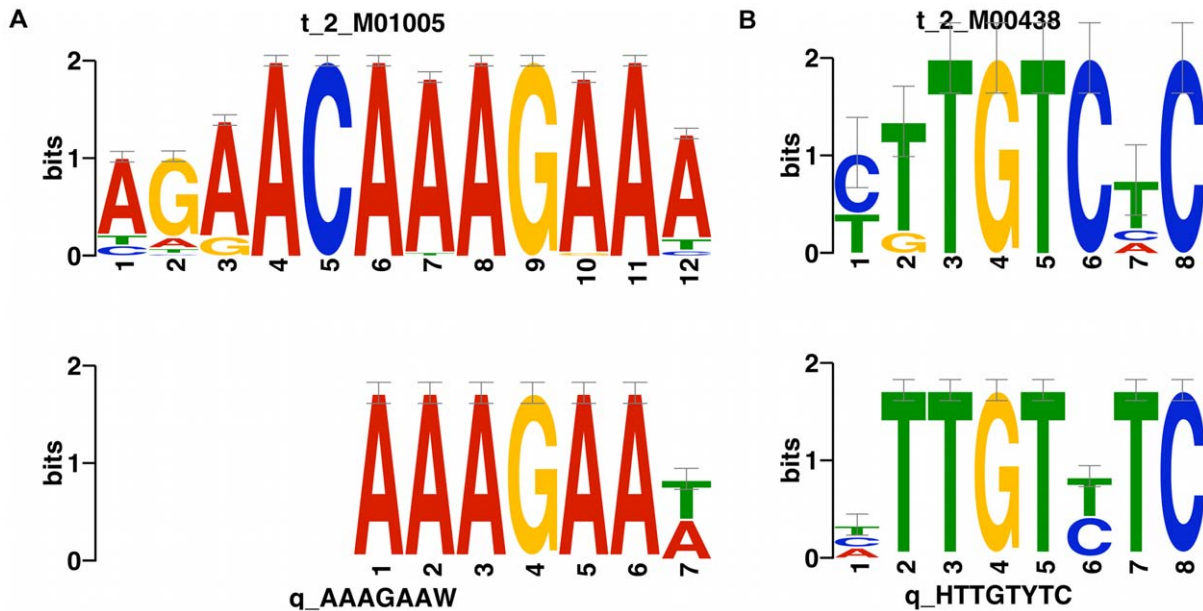 A
t_2_M01005
bits
2
1
0
A T C
G A T C
A G
A
C
A
A T
A
G
A G
A
A T C
1 2 3 4 5 6 7 8 9 10 11 12
bits
2
1
0
A
A
A
G
A
A
T A
1 2 3 4 5 6 7
q_AAAGAAW
B
t_2_M00438
bits
2
1
0
C T
T G
T
G
T
C
T C A
C
1 2 3 4 5 6 7 8
bits
2
1
0
T C A
T
T
G
T
T C
T
C
1 2 3 4 5 6 7 8
q_HTTGTYTC